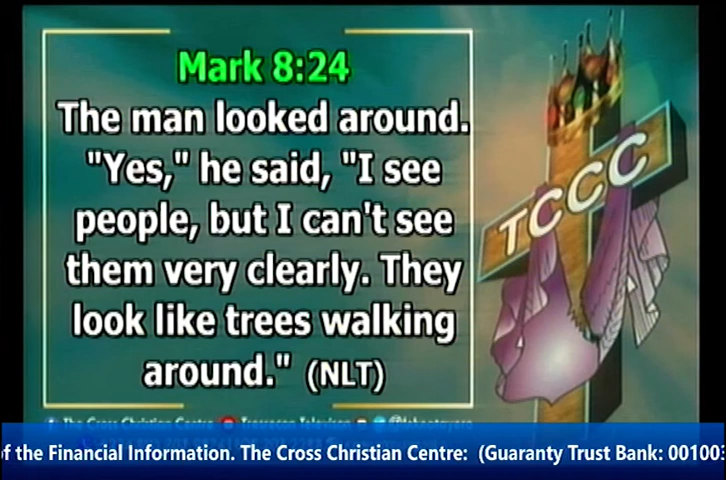 Mark 8:24
The man looked around.
"Yes," he said, "I see
people, but I can't see
them very clearly. They
look like trees walking
around." (NLT)
TCCC
of the Financial Information. The Cross Christian Centre: (Guaranty Trust Bank: 00100